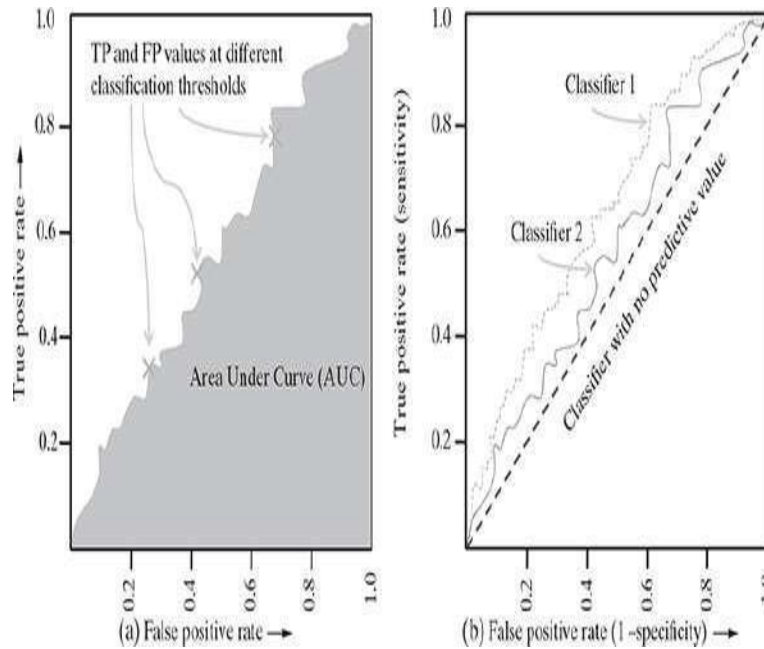 1.0
TP and FP values at different
classification thresholds
0.8
0.6
0.4
0.2
True positive rate
Area Under Curve (AUC)
0.2
0.4
0.6
0.8
1.0
(a) False positive rate
1.0
0.8
0.6
0.4
0.2
True positive rate (sensitivity)
Classifier 1
Classifier 2
Classifier with no predictive value
0.2
0.4
0.6
0.8
1.0
(b) False positive rate (1–specificity)